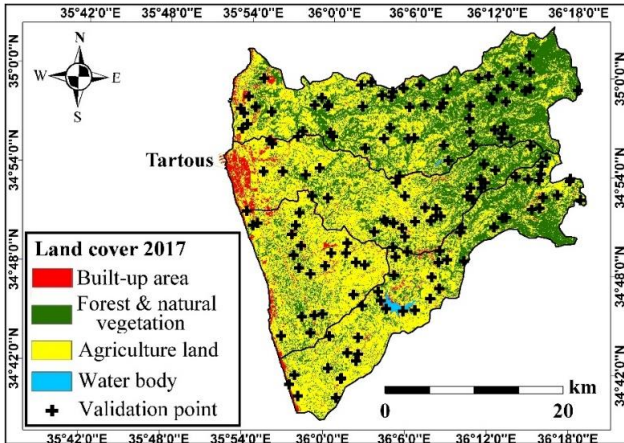 35°42'0"E 35°48'0"E 35°54'0"E 36°0'0"E 36°6'0"E 36°12'0"E 36°18'0"E
N
W E
S
35°0'0"N
35°0'0"N
Tartous
34°54'0"N
34°54'0"N
34°48'0"N
34°48'0"N
34°42'0"N
34°42'0"N
Land cover 2017
Built-up area
Forest & natural
vegetation
Agriculture land
Water body
Validation point
km
0 20
35°42'0"E 35°48'0"E 35°54'0"E 36°0'0"E 36°6'0"E 36°12'0"E 36°18'0"E